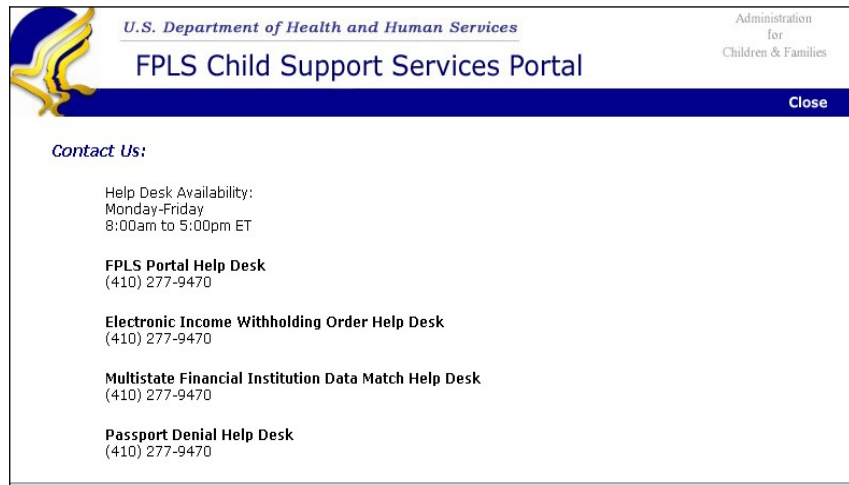 U.S. Department of Health and Human Services
FPLS Child Support Services Portal
Administration
for
Children & Families
Close
Contact Us:
Help Desk Availability:
Monday-Friday
8:00am to 5:00pm ET
FPLS Portal Help Desk
(410) 277-9470
Electronic Income Withholding Order Help Desk
(410) 277-9470
Multistate Financial Institution Data Match Help Desk
(410) 277-9470
Passport Denial Help Desk
(410) 277-9470